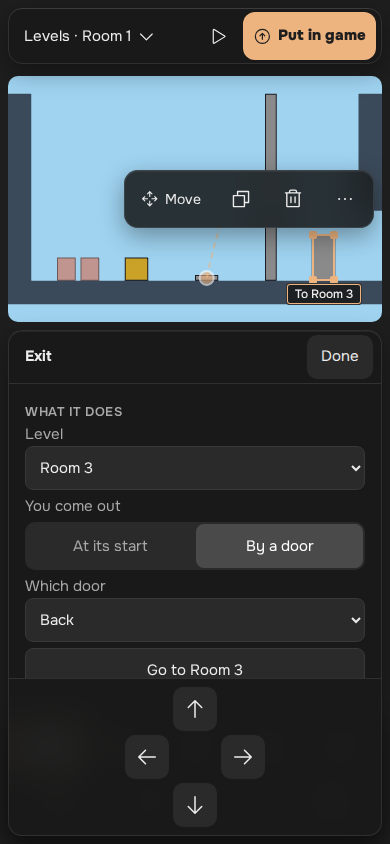 Levels · Room 1
Put in game
Move
To Room 3
Exit
Done
WHAT IT DOES
Level
Room 3
You come out
At its start
By a door
Which door
Back
Go to Room 3